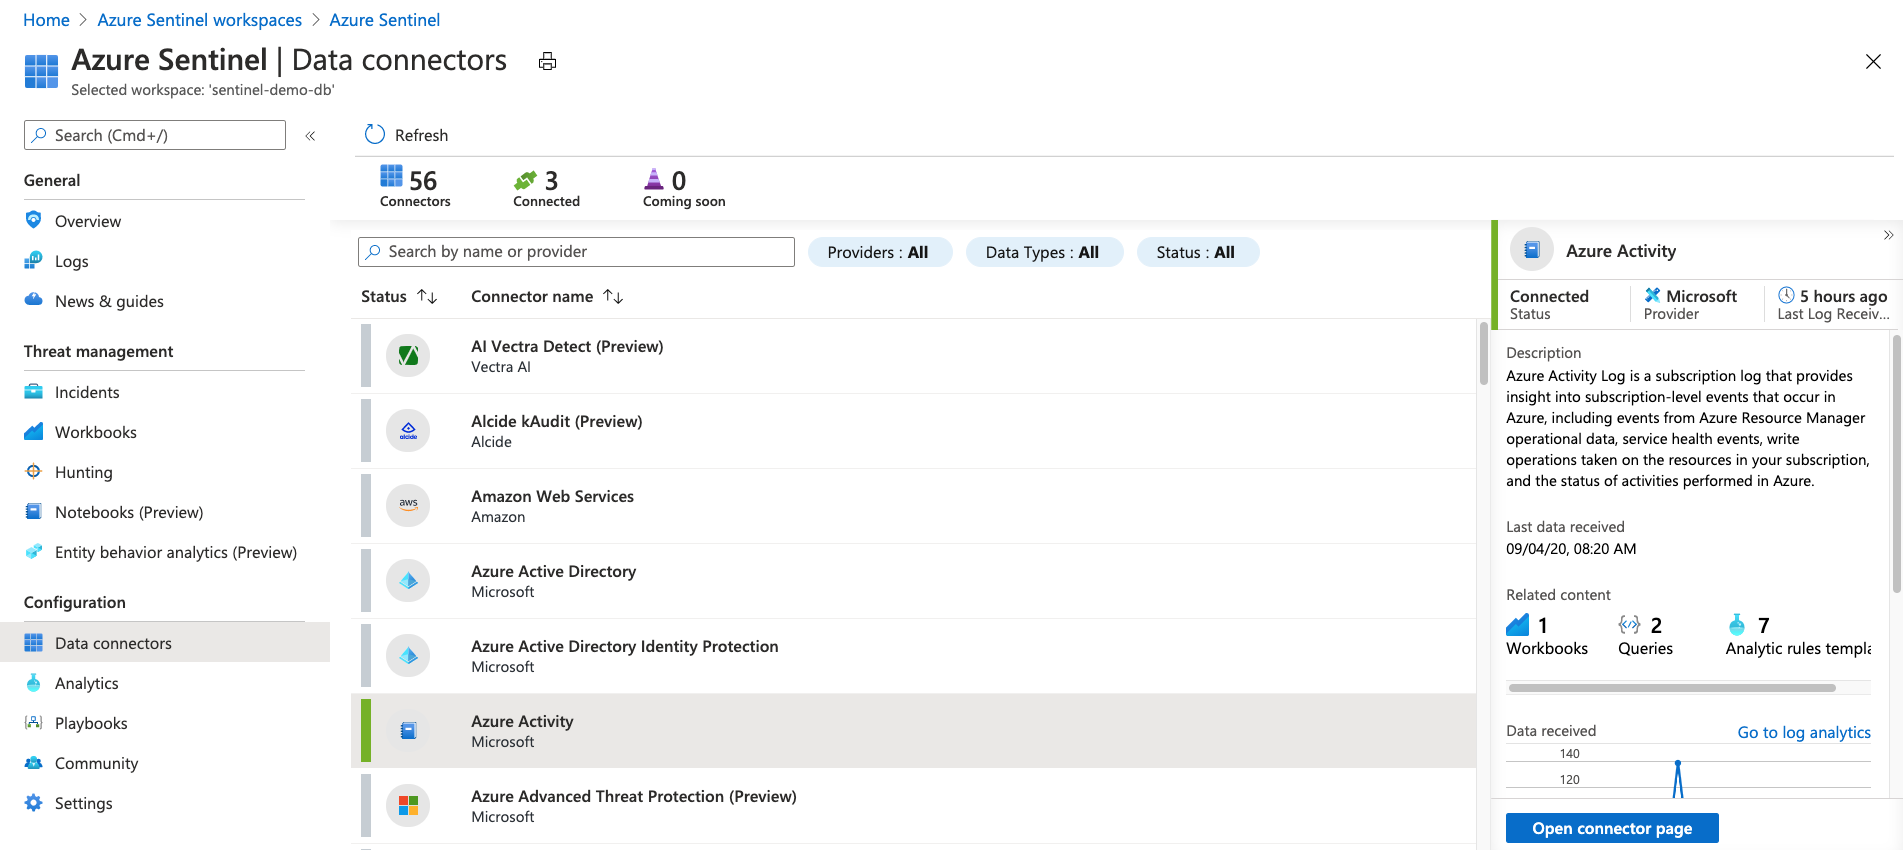 Home > Azure Sentinel workspaces > Azure Sentinel
Azure Sentinel | Data connectors
Selected workspace: 'sentinel-demo-db'
Search (Cmd+/)
«
General
Overview
Logs
News & guides
Threat management
Incidents
Workbooks
Hunting
Notebooks (Preview)
Entity behavior analytics (Preview)
Configuration
Data connectors
Analytics
Playbooks
Community
Settings
Refresh
56
Connectors
3
Connected
0
Coming soon
Search by name or provider
Providers : All
Data Types : All
Status : All
Status ↑↓ Connector name ↑↓
AI Vectra Detect (Preview)
Vectra AI
Alcide kAudit (Preview)
Alcide
alcide
Amazon Web Services
Amazon
aws
Azure Active Directory
Microsoft
Azure Active Directory Identity Protection
Microsoft
Azure Activity
Microsoft
Azure Advanced Threat Protection (Preview)
Microsoft
»
Azure Activity
Connected
Status
Microsoft
Provider
5 hours ago
Last Log Receiv...
Description
Azure Activity Log is a subscription log that provides
insight into subscription-level events that occur in
Azure, including events from Azure Resource Manager
operational data, service health events, write
operations taken on the resources in your subscription,
and the status of activities performed in Azure.
Last data received
09/04/20, 08:20 AM
Related content
1
Workbooks
2
Queries
7
Analytic rules templa
Data received
Go to log analytics
140
120
Open connector page